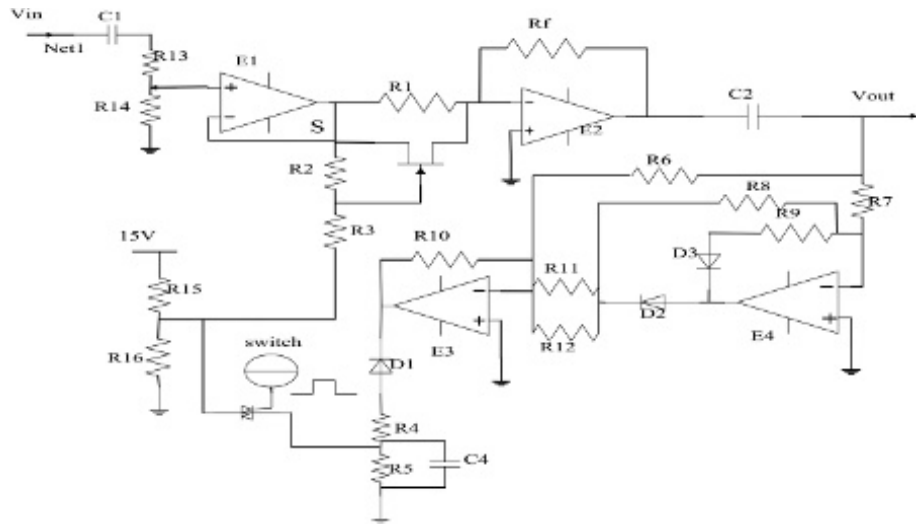 Vin
C1
Net1
R13
R14
E1
S
R1
Rf
E2
C2
Vout
R2
R3
R6
R7
R8
R9
15V
R10
D3
R11
R15
D2
E4
R12
E3
R16
switch
D1
R4
R5
C4